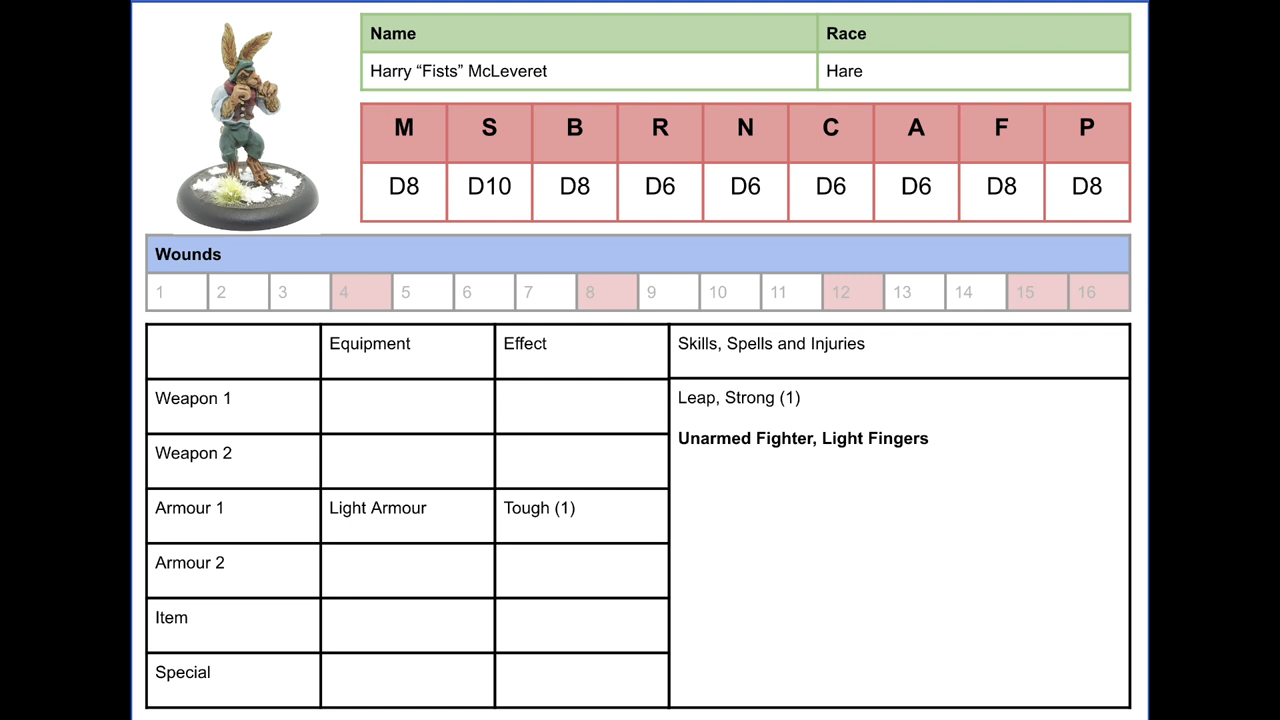 Name Race
Harry “Fists” McLeveret Hare
M S B R N C A F P
D8 D10 D8 D6 D6 D6 D6 D8 D8
Wounds
1 2 3 4 5 6 7 8 9 10 11 12 13 14 15 16
Equipment Effect Skills, Spells and Injuries
Weapon 1 Leap, Strong (1)
Unarmed Fighter, Light Fingers
Weapon 2
Armour 1 Light Armour Tough (1)
Armour 2
Item
Special